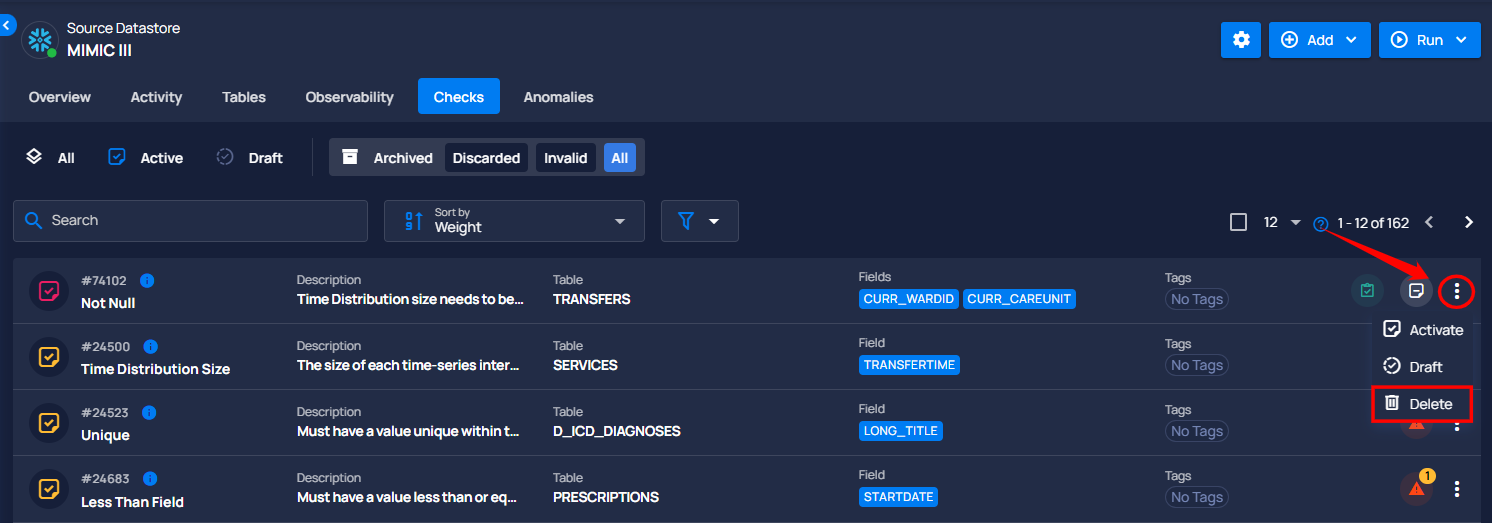 Source Datastore
MIMIC III
Add
Run
Overview Activity Tables Observability Checks Anomalies
All Active Draft Archived Discarded Invalid All
Search
Sort by
Weight
12
1 - 12 of 162
#74102
Not Null
Description
Time Distribution size needs to be...
Table
TRANSFERS
Fields
CURR_WARDID CURR_CAREUNIT
Tags
No Tags
Activate
Draft
Delete
#24500
Time Distribution Size
Description
The size of each time-series inter...
Table
SERVICES
Field
TRANSFERTIME
Tags
No Tags
#24523
Unique
Description
Must have a value unique within t...
Table
D_ICD_DIAGNOSES
Field
LONG_TITLE
Tags
No Tags
#24683
Less Than Field
Description
Must have a value less than or eq...
Table
PRESCRIPTIONS
Field
STARTDATE
Tags
No Tags
1